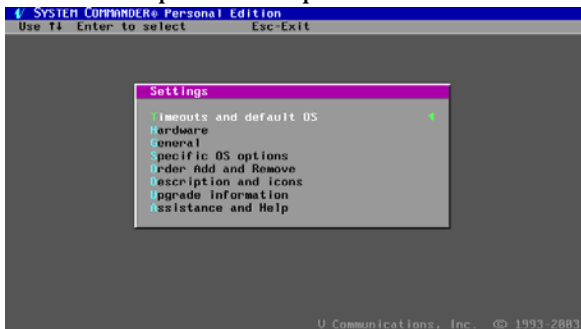 SYSTEM COMMANDER® Personal Edition
Use ↑↓ Enter to select Esc-Exit
Settings
Timeouts and default OS
Hardware
General
Specific OS options
Order Add and Remove
Description and icons
Upgrade information
Assistance and Help
V Communications, Inc. © 1993-2003